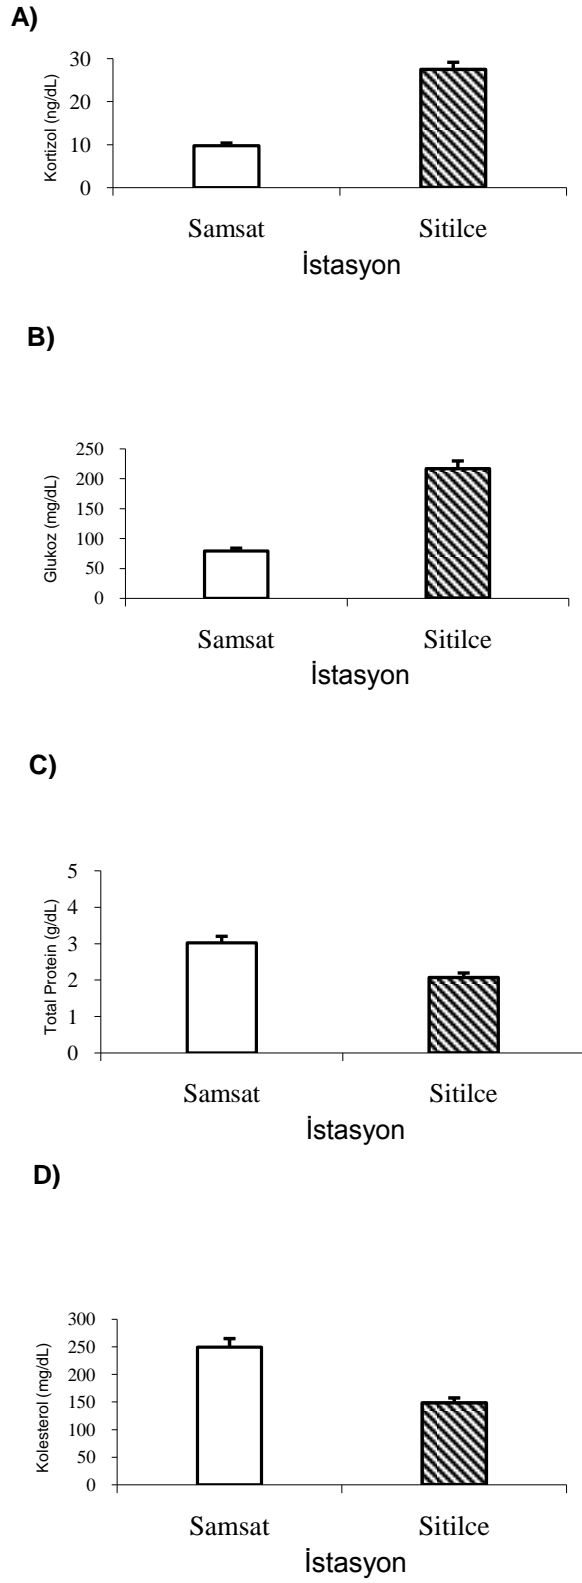 A)
Kortizol (ng/dL)
30
20
10
0
Samsat Sitilce
İstasyon
B)
Glukoz (mg/dL)
250
200
150
100
50
0
Samsat Sitilce
İstasyon
C)
Total Protein (g/dL)
5
4
3
2
1
0
Samsat Sitilce
İstasyon
D)
Kolesterol (mg/dL)
300
250
200
150
100
50
0
Samsat Sitilce
İstasyon